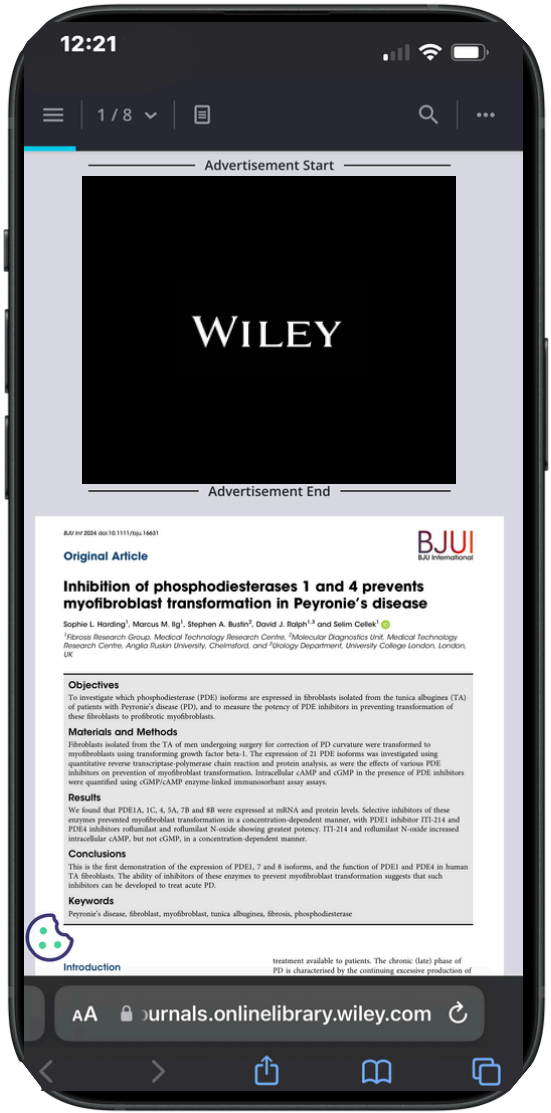 12:21
1 / 8
Advertisement Start
WILEY
Advertisement End
BJU Int 2024 doi:10.1111/bju.16631
Original Article
BJUI
BJU International
Inhibition of phosphodiesterases 1 and 4 prevents
myofibroblast transformation in Peyronie's disease
Sophie L. Harding1, Marcus M. Ilg1, Stephen A. Bustin2, David J. Ralph1,3 and Selim Cellek1 iD
1Fibrosis Research Group, Medical Technology Research Centre, 2Molecular Diagnostics Unit, Medical Technology
Research Centre, Anglia Ruskin University, Chelmsford, and 3Urology Department, University College London, London,
UK
Objectives
To investigate which phosphodiesterase (PDE) isoforms are expressed in fibroblasts isolated from the tunica albuginea (TA)
of patients with Peyronie's disease (PD), and to measure the potency of PDE inhibitors in preventing transformation of
these fibroblasts to profibrotic myofibroblasts.
Materials and Methods
Fibroblasts isolated from the TA of men undergoing surgery for correction of PD curvature were transformed to
myofibroblasts using transforming growth factor beta-1. The expression of 21 PDE isoforms was investigated using
quantitative reverse transcriptase-polymerase chain reaction and protein analysis, as were the effects of various PDE
inhibitors on prevention of myofibroblast transformation. Intracellular cAMP and cGMP in the presence of PDE inhibitors
were quantified using cGMP/cAMP enzyme-linked immunosorbant assay assays.
Results
We found that PDE1A, 1C, 4, 5A, 7B and 8B were expressed at mRNA and protein levels. Selective inhibitors of these
enzymes prevented myofibroblast transformation in a concentration-dependent manner, with PDE1 inhibitor ITI-214 and
PDE4 inhibitors roflumilast and roflumilast N-oxide showing greatest potency. ITI-214 and roflumilast N-oxide increased
intracellular cAMP, but not cGMP, in a concentration-dependent manner.
Conclusions
This is the first demonstration of the expression of PDE1, 7 and 8 isoforms, and the function of PDE1 and PDE4 in human
TA fibroblasts. The ability of inhibitors of these enzymes to prevent myofibroblast transformation suggests that such
inhibitors can be developed to treat acute PD.
Keywords
Peyronie's disease, fibroblast, myofibroblast, tunica albuginea, fibrosis, phosphodiesterase
Introduction
treatment available to patients. The chronic (late) phase of
PD is characterised by the continuing excessive production of
AA
ournals.onlinelibrary.wiley.com